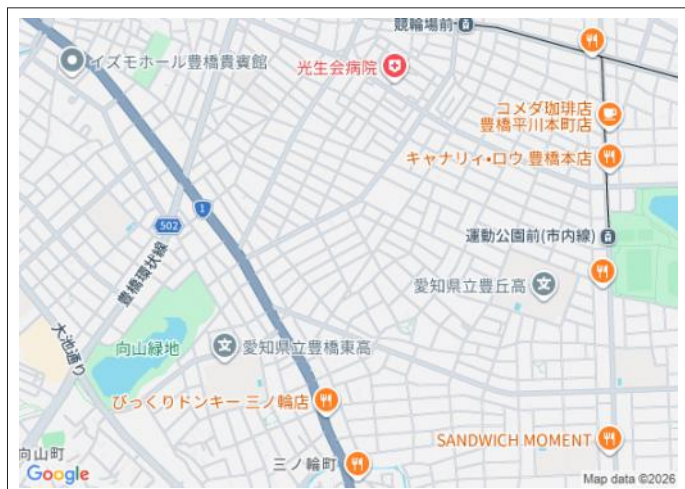 競輪場前
イズモホール豊橋貴賓館
光生会病院
コメダ珈琲店
豊橋平川本町店
キャナリィ•ロウ 豊橋本店
1
502
運動公園前(市内線)
豊橋環状線
愛知県立豊丘高
大池通り
向山緑地
愛知県立豊橋東高
びっくりドンキー 三ノ輪店
SANDWICH MOMENT
向山町
三ノ輪町
Google
Map data ©2026